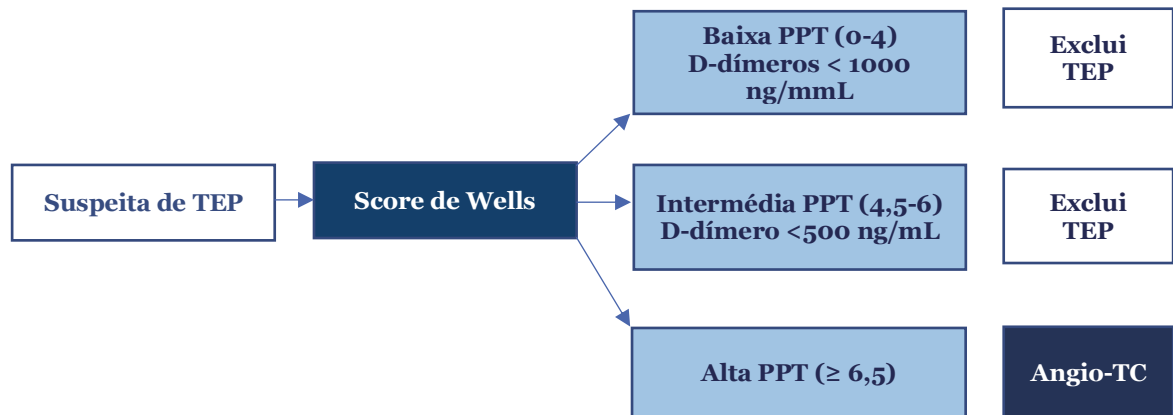 Baixa PPT (0-4)
D-dímeros < 1000
ng/mmL
Exclui
TEP
Suspeita de TEP
Score de Wells
Intermédia PPT (4,5-6)
D-dímero <500 ng/mL
Exclui
TEP
Alta PPT (≥ 6,5)
Angio-TC